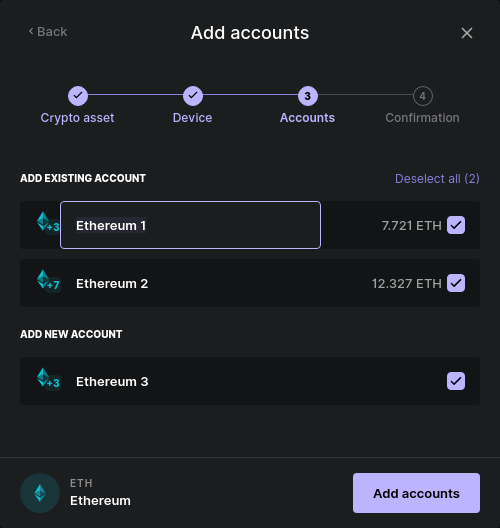 Back
Add accounts
3
4
Crypto asset
Device
Accounts
Confirmation
ADD EXISTING ACCOUNT
Deselect all (2)
+3
Ethereum 1
7.721 ETH
+7
Ethereum 2
12.327 ETH
ADD NEW ACCOUNT
+3
Ethereum 3
ETH
Ethereum
Add accounts